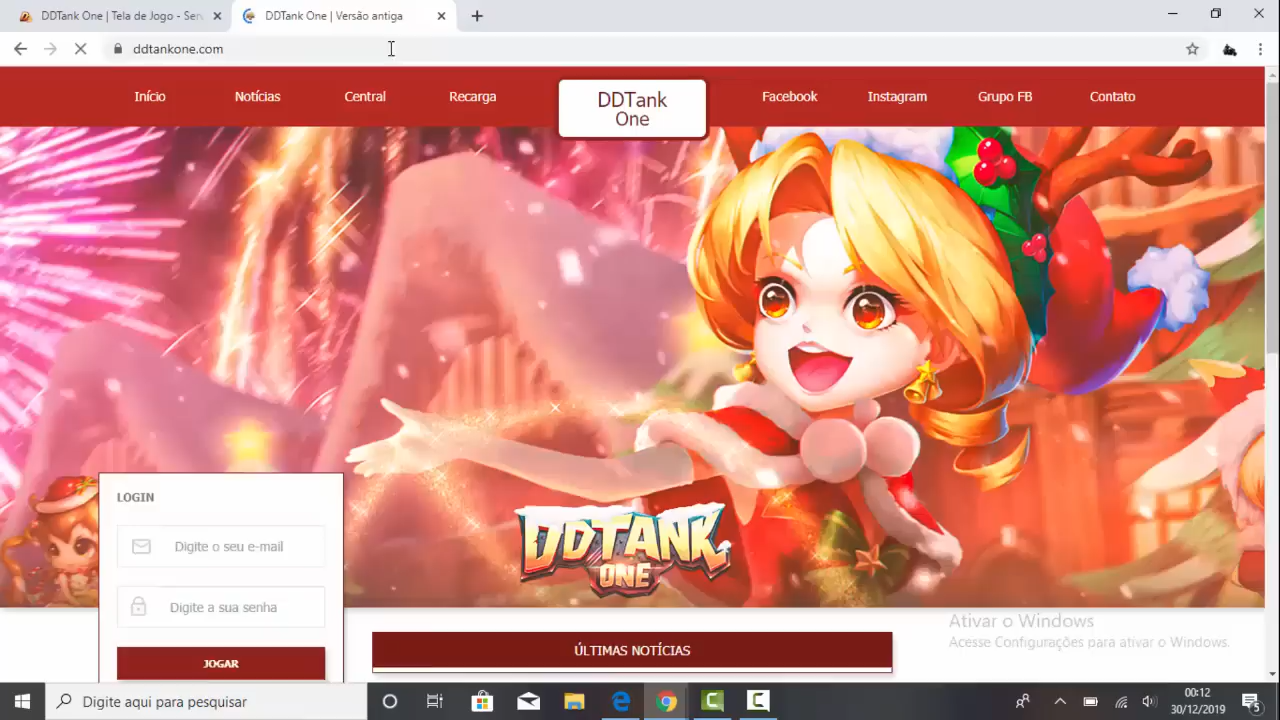 DDTank One | Tela de Jogo - Serv
DDTank One | Versão antiga
ddtankone.com
Início
Notícias
Central
Recarga
DDTank
One
Facebook
Instagram
Grupo FB
Contato
DDTANK
ONE
LOGIN
Digite o seu e-mail
Digite a sua senha
JOGAR
ÚLTIMAS NOTÍCIAS
Ativar o Windows
Acesse Configurações para ativar o Windows.
Digite aqui para pesquisar
00:12
30/12/2019
5